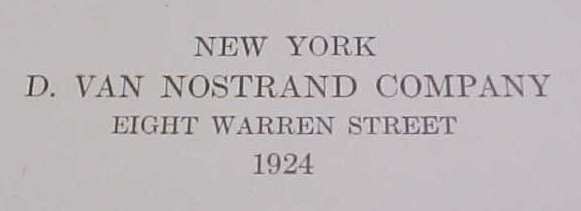 NEW YORK
D. VAN NOSTRAND COMPANY
EIGHT WARREN STREET
1924